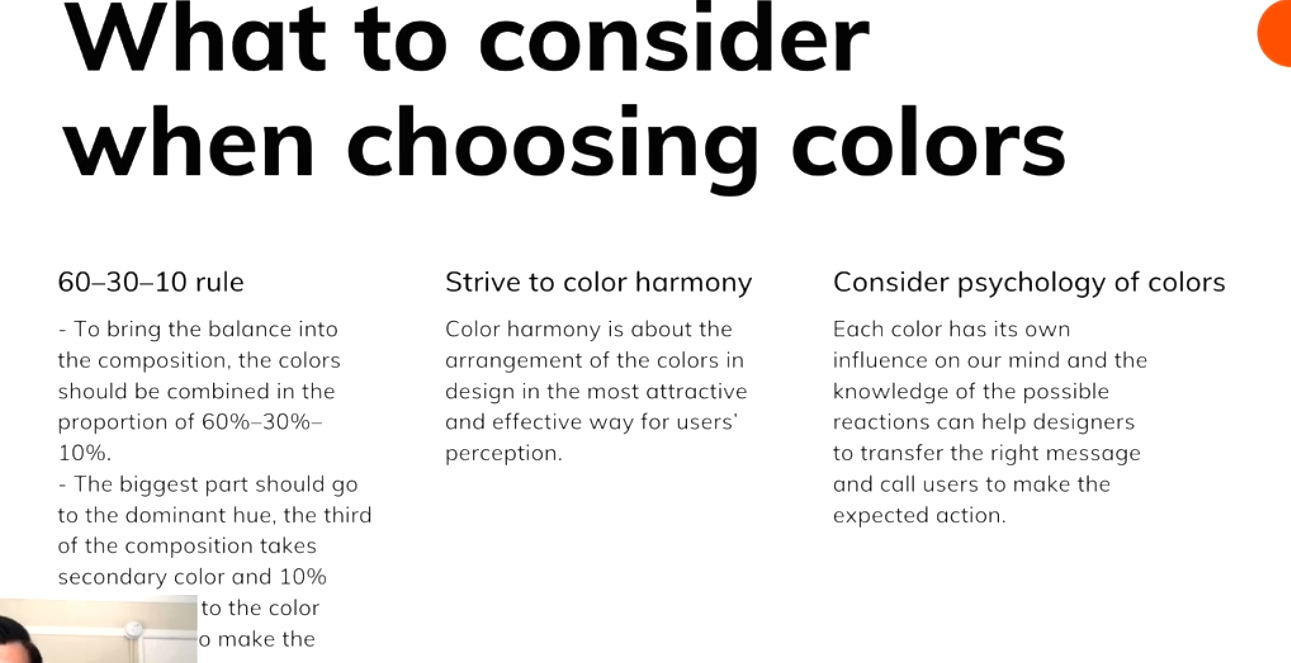 What to consider
when choosing colors
60–30–10 rule
- To bring the balance into
the composition, the colors
should be combined in the
proportion of 60%–30%–
10%.
- The biggest part should go
to the dominant hue, the third
of the composition takes
secondary color and 10%
to the color
make the
Strive to color harmony
Color harmony is about the
arrangement of the colors in
design in the most attractive
and effective way for users'
perception.
Consider psychology of colors
Each color has its own
influence on our mind and the
knowledge of the possible
reactions can help designers
to transfer the right message
and call users to make the
expected action.